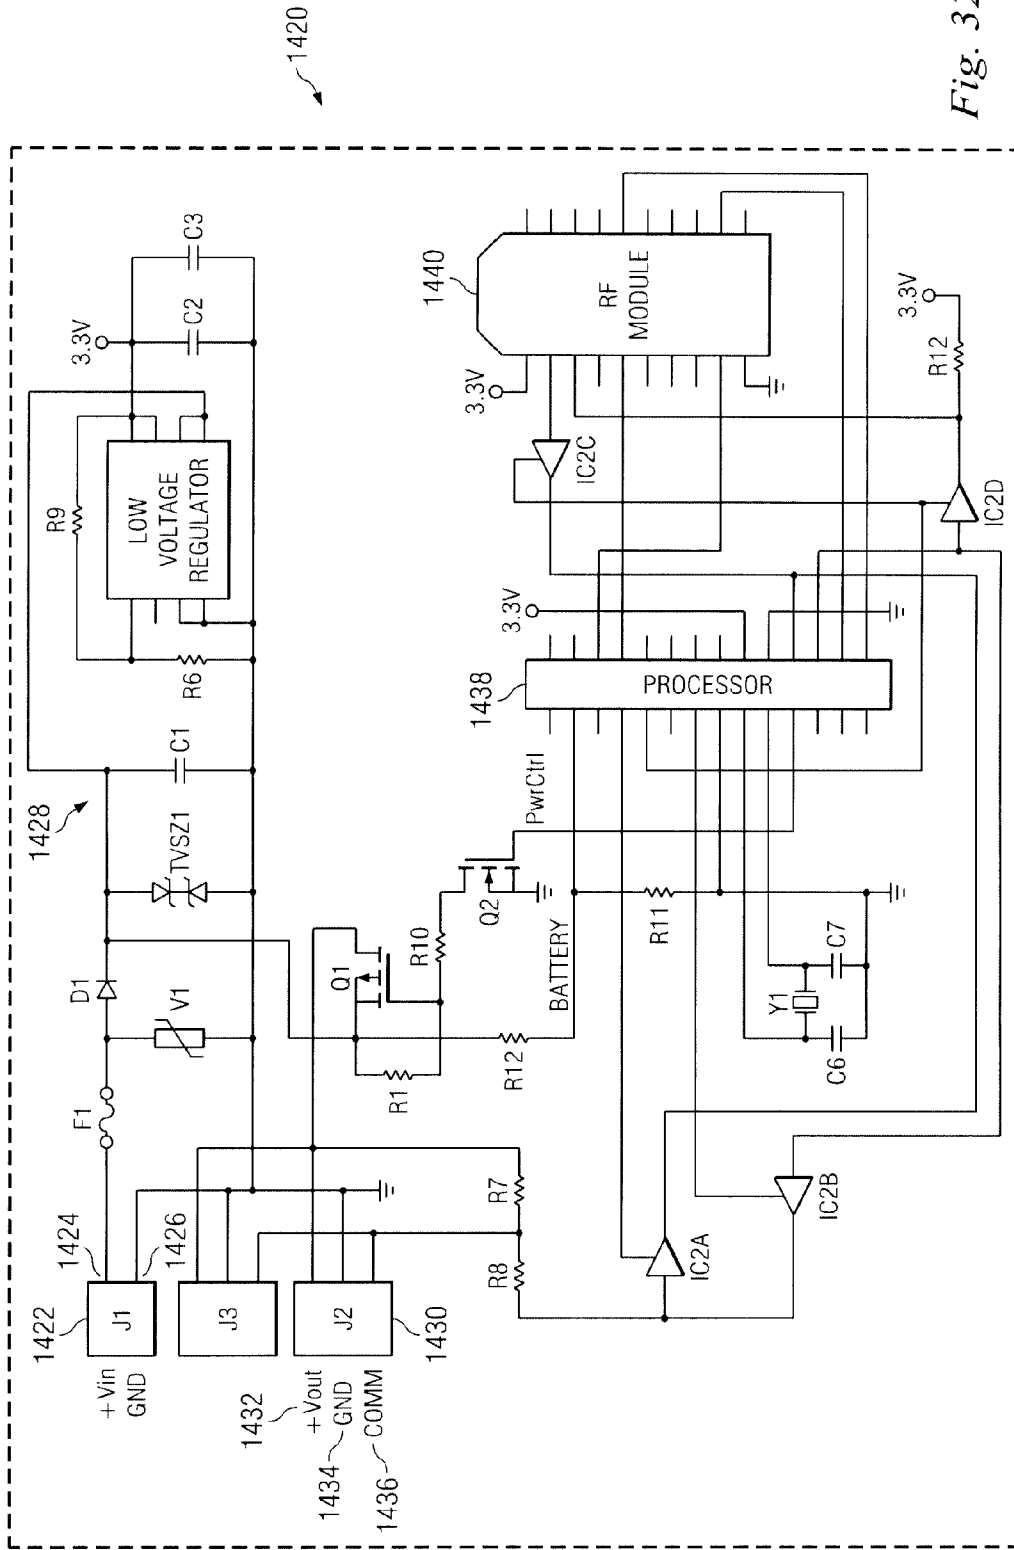 1420
Fig. 32
1428
3.3V
R9
LOW
VOLTAGE
REGULATOR
C2
C3
R6
C1
TVSZ1
D1
V1
F1
1424
1426
1422
J1
+Vin
GND
J3
J2
1430
1432
+Vout
1434
GND
1436
COMM
Q1
R1
R10
R12
Q2
PwrCtrl
BATTERY
R11
Y1
C6
C7
R7
R8
IC2A
IC2B
1438
PROCESSOR
3.3V
1440
RF
MODULE
3.3V
IC2C
IC2D
R12
3.3V